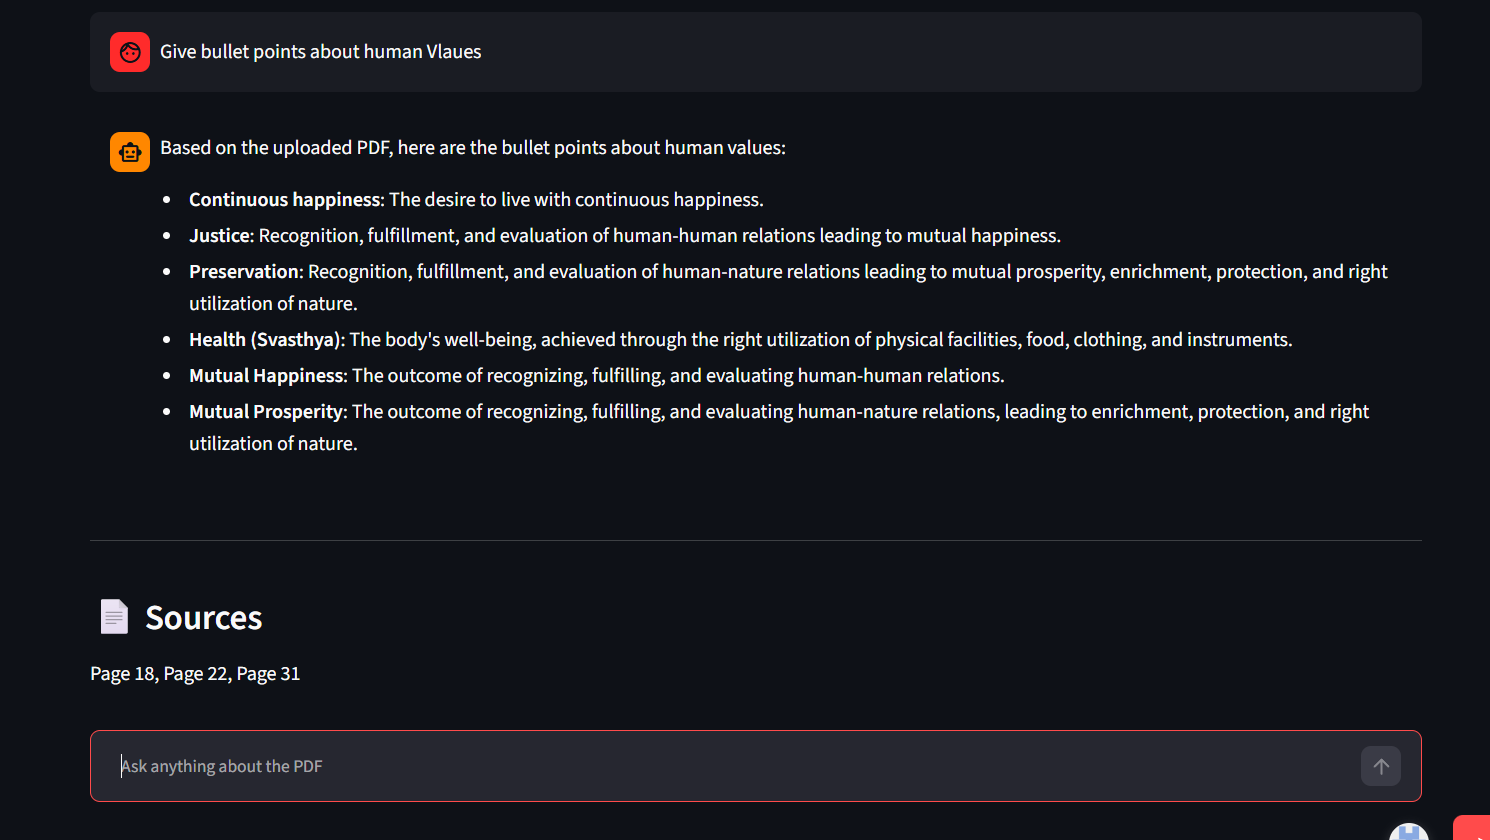 Give bullet points about human Vlaues
Based on the uploaded PDF, here are the bullet points about human values:
• Continuous happiness: The desire to live with continuous happiness.
• Justice: Recognition, fulfillment, and evaluation of human-human relations leading to mutual happiness.
• Preservation: Recognition, fulfillment, and evaluation of human-nature relations leading to mutual prosperity, enrichment, protection, and right
utilization of nature.
• Health (Svasthya): The body's well-being, achieved through the right utilization of physical facilities, food, clothing, and instruments.
• Mutual Happiness: The outcome of recognizing, fulfilling, and evaluating human-human relations.
• Mutual Prosperity: The outcome of recognizing, fulfilling, and evaluating human-nature relations, leading to enrichment, protection, and right
utilization of nature.
Sources
Page 18, Page 22, Page 31
Ask anything about the PDF